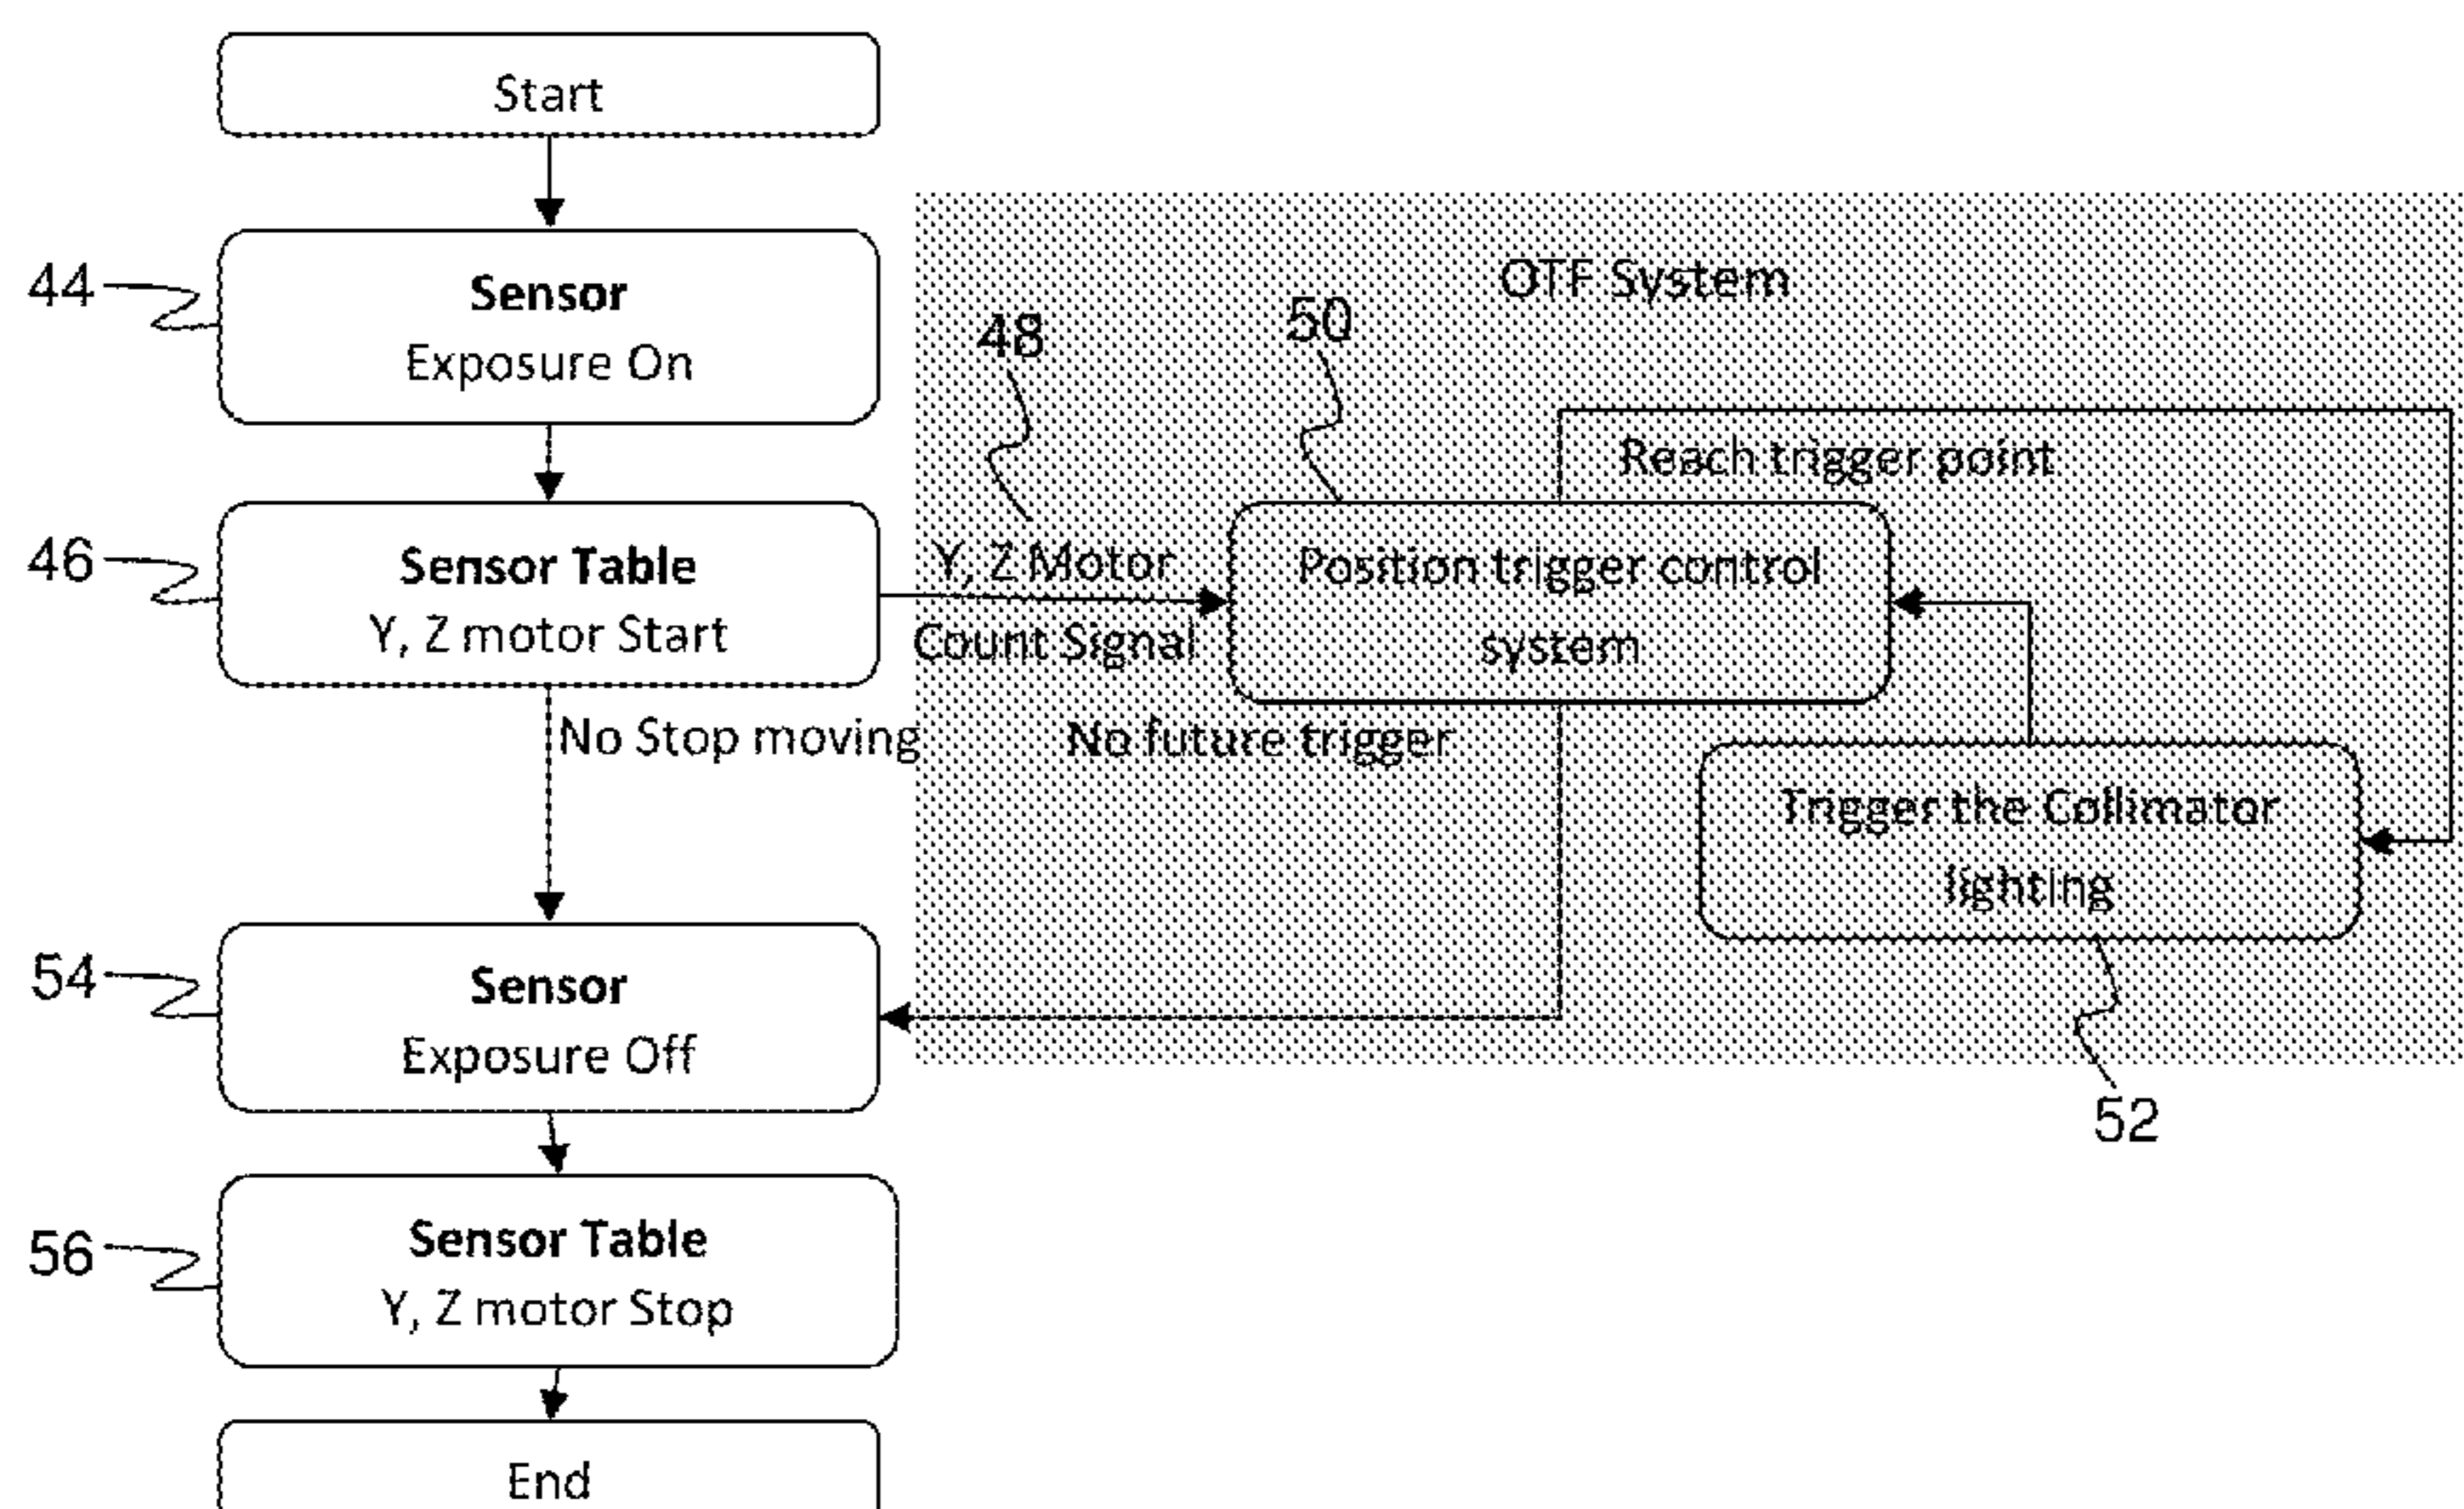 Start
44
Sensor
Exposure On
OTF System
48
50
Reach trigger point
46
Sensor Table
Y, Z motor Start
Y, Z Motor
Count Signal
Position trigger control
system
No Stop moving
No future trigger
Trigger the Collimator
lighting
54
Sensor
Exposure Off
52
56
Sensor Table
Y, Z motor Stop
End